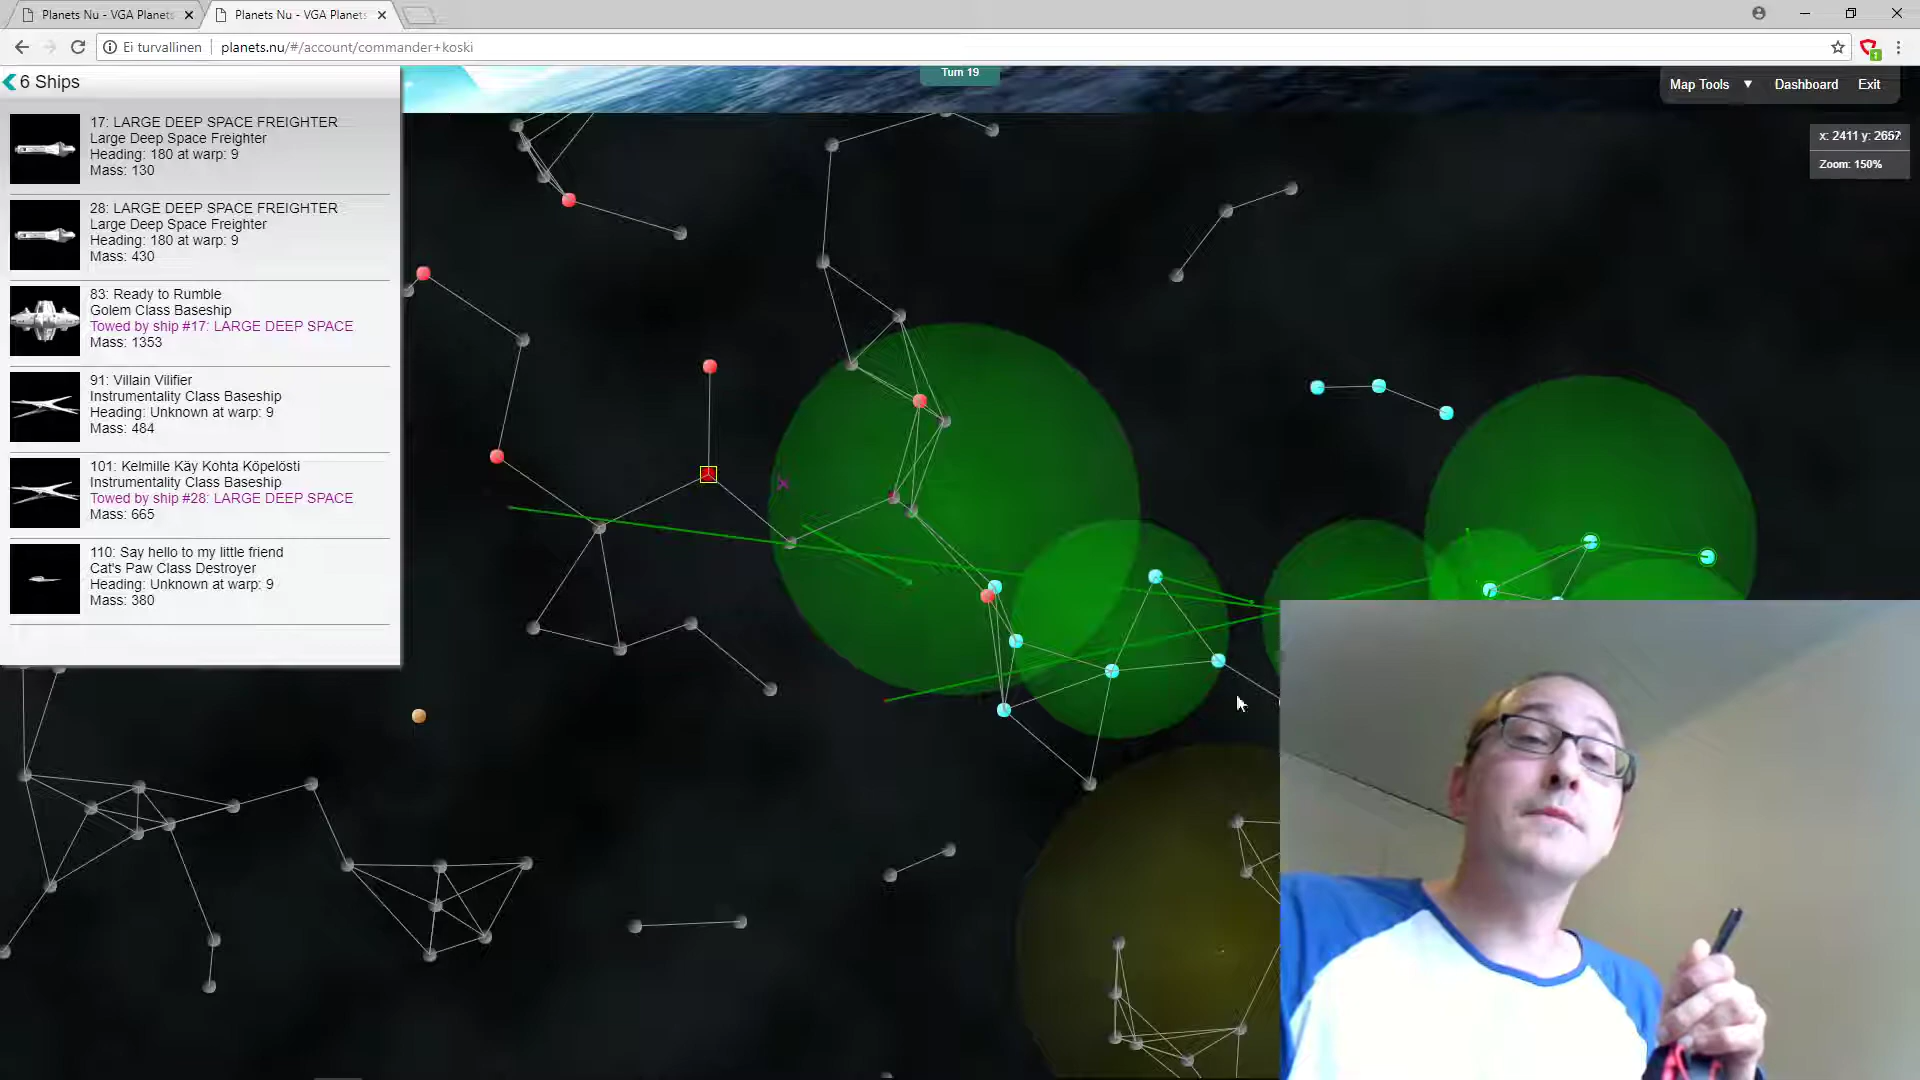 Planets Nu - VGA Planets
Planets Nu - VGA Planets
Ei turvallinen
planets.nu/#/account/commander+koski
1
6 Ships
Turn 19
Map Tools
Dashboard
Exit
x: 2411 y: 2657
Zoom: 150%
17: LARGE DEEP SPACE FREIGHTER
Large Deep Space Freighter
Heading: 180 at warp: 9
Mass: 130
28: LARGE DEEP SPACE FREIGHTER
Large Deep Space Freighter
Heading: 180 at warp: 9
Mass: 430
83: Ready to Rumble
Golem Class Baseship
Towed by ship #17: LARGE DEEP SPACE
Mass: 1353
91: Villain Vilifier
Instrumentality Class Baseship
Heading: Unknown at warp: 9
Mass: 484
101: Kelmille Käy Kohta Köpelösti
Instrumentality Class Baseship
Towed by ship #28: LARGE DEEP SPACE
Mass: 665
110: Say hello to my little friend
Cat's Paw Class Destroyer
Heading: Unknown at warp: 9
Mass: 380